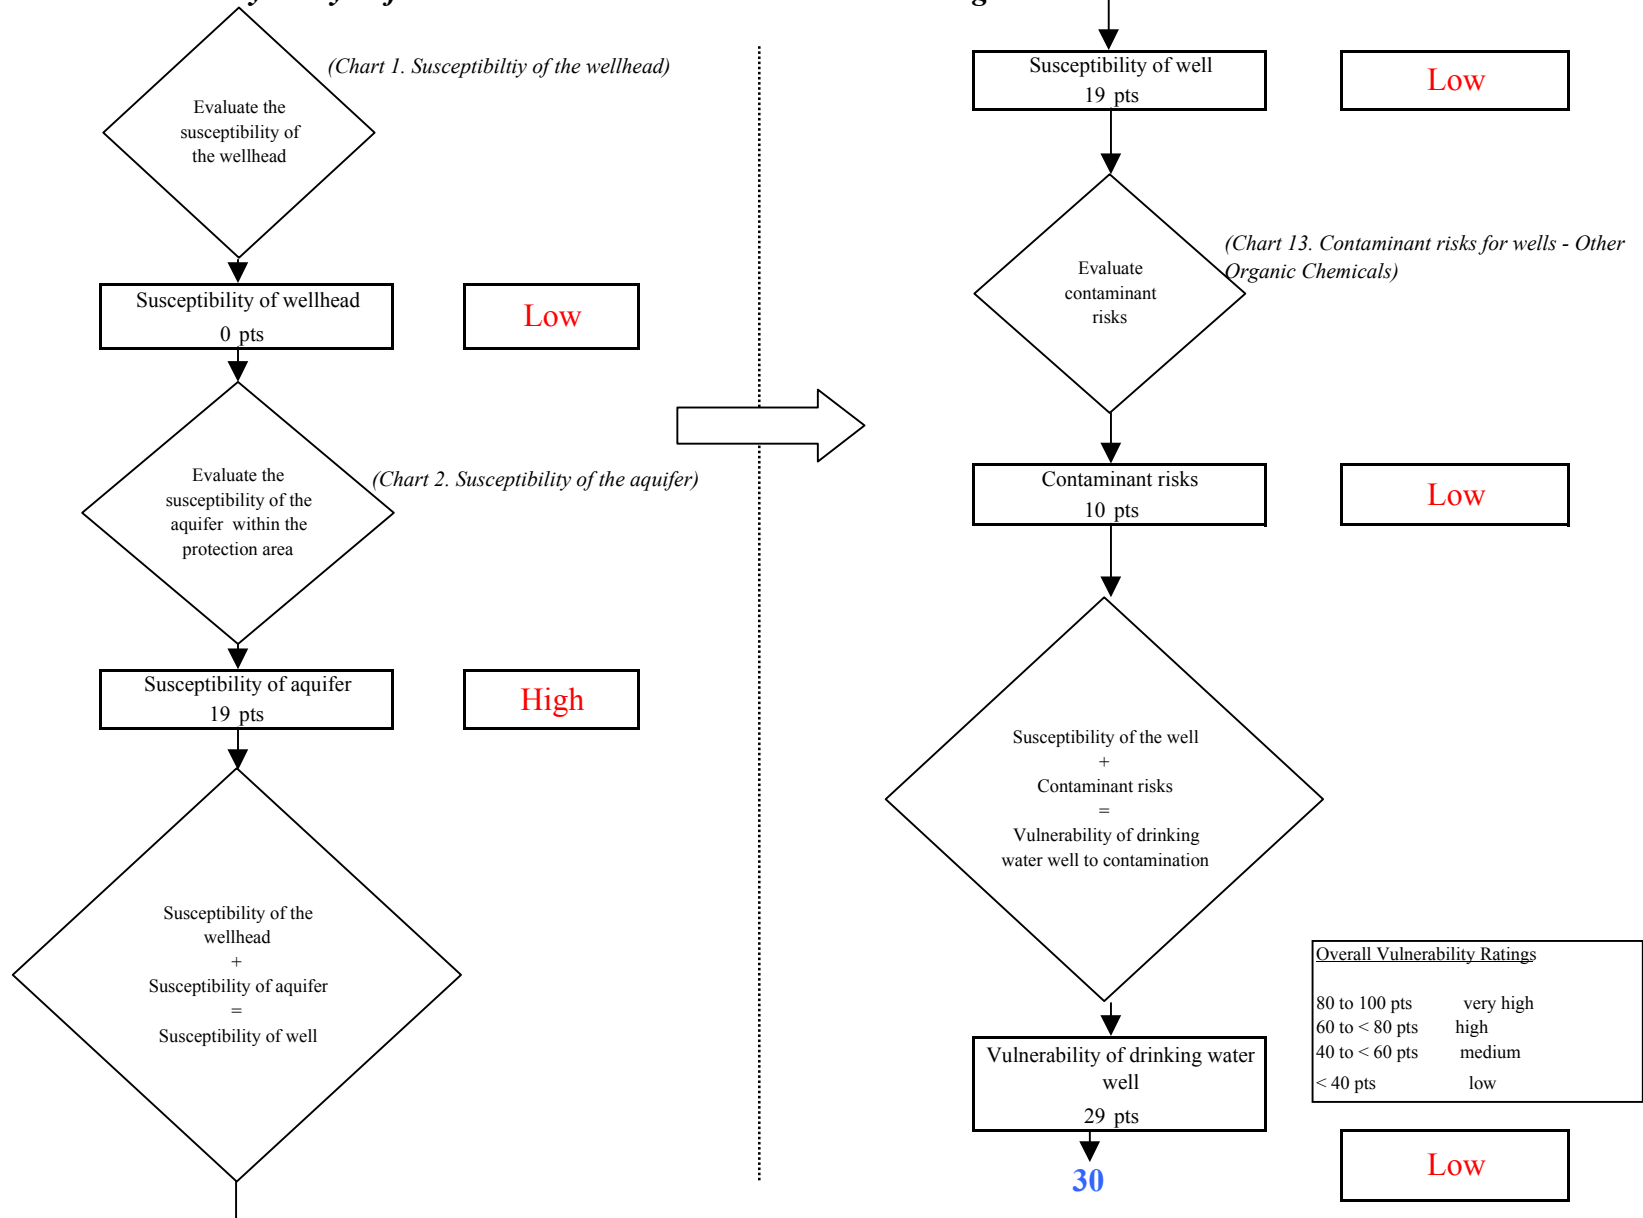 (Chart 1. Susceptibiltiy of the wellhead)
Evaluate the
susceptibility of
the wellhead
Susceptibility of wellhead
0 pts
Low
Evaluate the
susceptibility of the
aquifer within the
protection area
(Chart 2. Susceptibility of the aquifer)
Susceptibility of aquifer
19 pts
High
Susceptibility of the
wellhead
+
Susceptibility of aquifer
=
Susceptibility of well
Susceptibility of well
19 pts
Low
Evaluate
contaminant
risks
(Chart 13. Contaminant risks for wells - Other
Organic Chemicals)
Contaminant risks
10 pts
Low
Susceptibility of the well
+
Contaminant risks
=
Vulnerability of drinking
water well to contamination
Overall Vulnerability Ratings
80 to 100 pts very high
60 to < 80 pts high
40 to < 60 pts medium
< 40 pts low
Vulnerability of drinking water
well
29 pts
30
Low